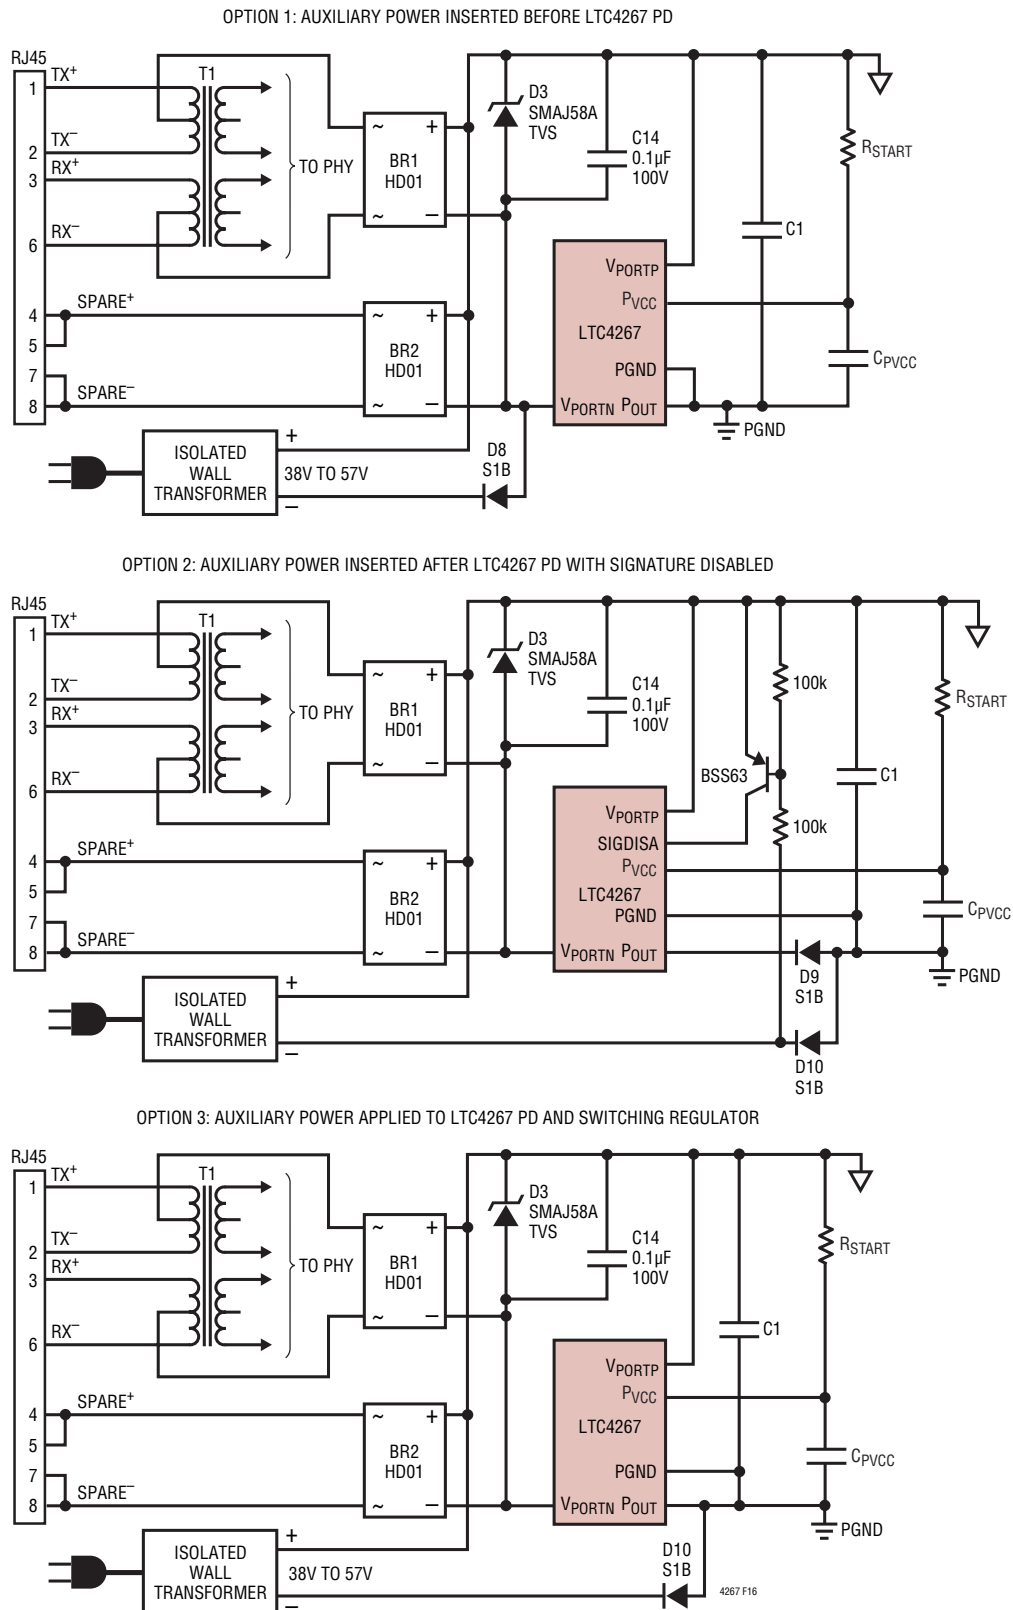 OPTION 1: AUXILIARY POWER INSERTED BEFORE LTC4267 PD
RJ45
1
TX+
2
TX–
3
RX+
6
RX–
4
SPARE+
5
7
8
SPARE–
T1
TO PHY
~
+
BR1
HD01
~
–
~
+
BR2
HD01
~
–
D3
SMAJ58A
TVS
C14
0.1µF
100V
RSTART
C1
VPORTP
PVCC
LTC4267
PGND
VPORTN POUT
CPVCC
PGND
ISOLATED
WALL
TRANSFORMER
+
38V TO 57V
–
D8
S1B
OPTION 2: AUXILIARY POWER INSERTED AFTER LTC4267 PD WITH SIGNATURE DISABLED
RJ45
1
TX+
2
TX–
3
RX+
6
RX–
4
SPARE+
5
7
8
SPARE–
T1
TO PHY
~
+
BR1
HD01
~
–
~
+
BR2
HD01
~
–
D3
SMAJ58A
TVS
C14
0.1µF
100V
100k
RSTART
BSS63
C1
100k
VPORTP
SIGDISA
PVCC
LTC4267
PGND
VPORTN POUT
CPVCC
PGND
D9
S1B
ISOLATED
WALL
TRANSFORMER
+
–
D10
S1B
OPTION 3: AUXILIARY POWER APPLIED TO LTC4267 PD AND SWITCHING REGULATOR
RJ45
1
TX+
2
TX–
3
RX+
6
RX–
4
SPARE+
5
7
8
SPARE–
T1
TO PHY
~
+
BR1
HD01
~
–
~
+
BR2
HD01
~
–
D3
SMAJ58A
TVS
C14
0.1µF
100V
RSTART
C1
VPORTP
PVCC
LTC4267
PGND
VPORTN POUT
CPVCC
PGND
ISOLATED
WALL
TRANSFORMER
+
38V TO 57V
–
D10
S1B
4267 F16